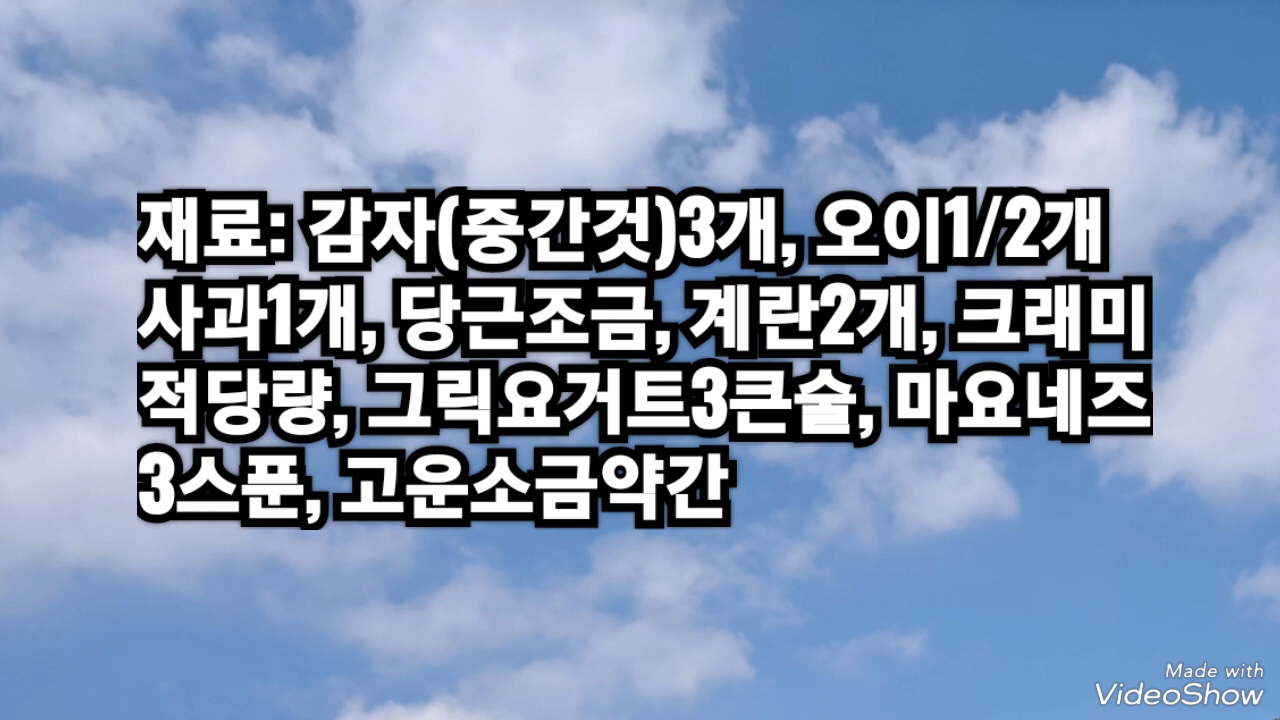 재료: 감자(중간것)3개, 오이1/2개
사과1개, 당근조금, 계란2개, 크래미
적당량, 그릭요거트3큰술, 마요네즈
3스푼, 고운소금약간
Made with
VideoShow